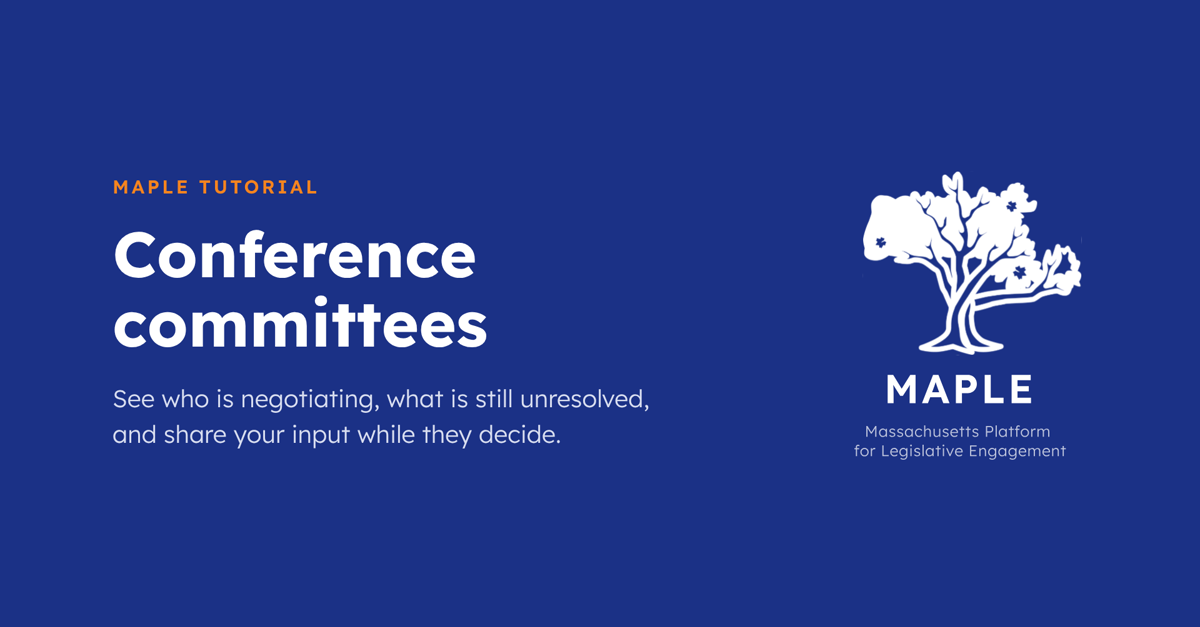 MAPLE TUTORIAL
Conference
committees
See who is negotiating, what is still unresolved,
and share your input while they decide.
MAPLE
Massachusetts Platform
for Legislative Engagement